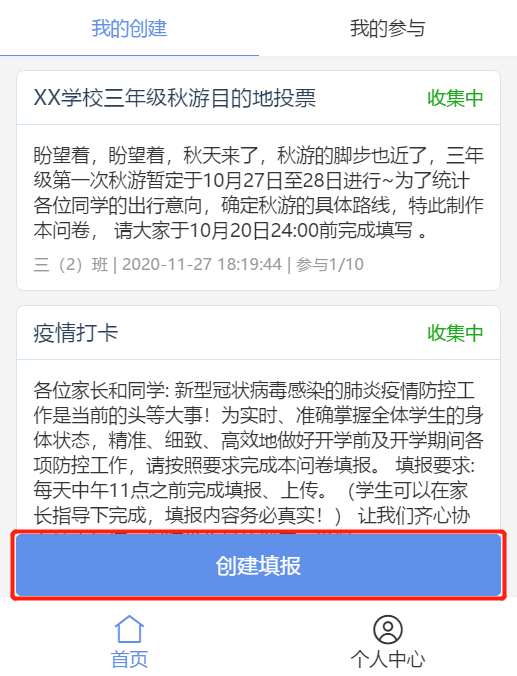 我的创建 我的参与
XX学校三年级秋游目的地投票 收集中
盼望着，盼望着，秋天来了，秋游的脚步也近了，三年
级第一次秋游暂定于10月27日至28日进行~为了统计
各位同学的出行意向，确定秋游的具体路线，特此制作
本问卷， 请大家于10月20日24:00前完成填写 。
三（2）班 | 2020-11-27 18:19:44 | 参与1/10
疫情打卡 收集中
各位家长和同学: 新型冠状病毒感染的肺炎疫情防控工
作是当前的头等大事！为实时、准确掌握全体学生的身
体状态，精准、细致、高效地做好开学前及开学期间各
项防控工作，请按照要求完成本问卷填报。 填报要求:
每天中午11点之前完成填报、上传。（学生可以在家
长指导下完成，填报内容务必真实！） 让我们齐心协
创建填报
首页 个人中心